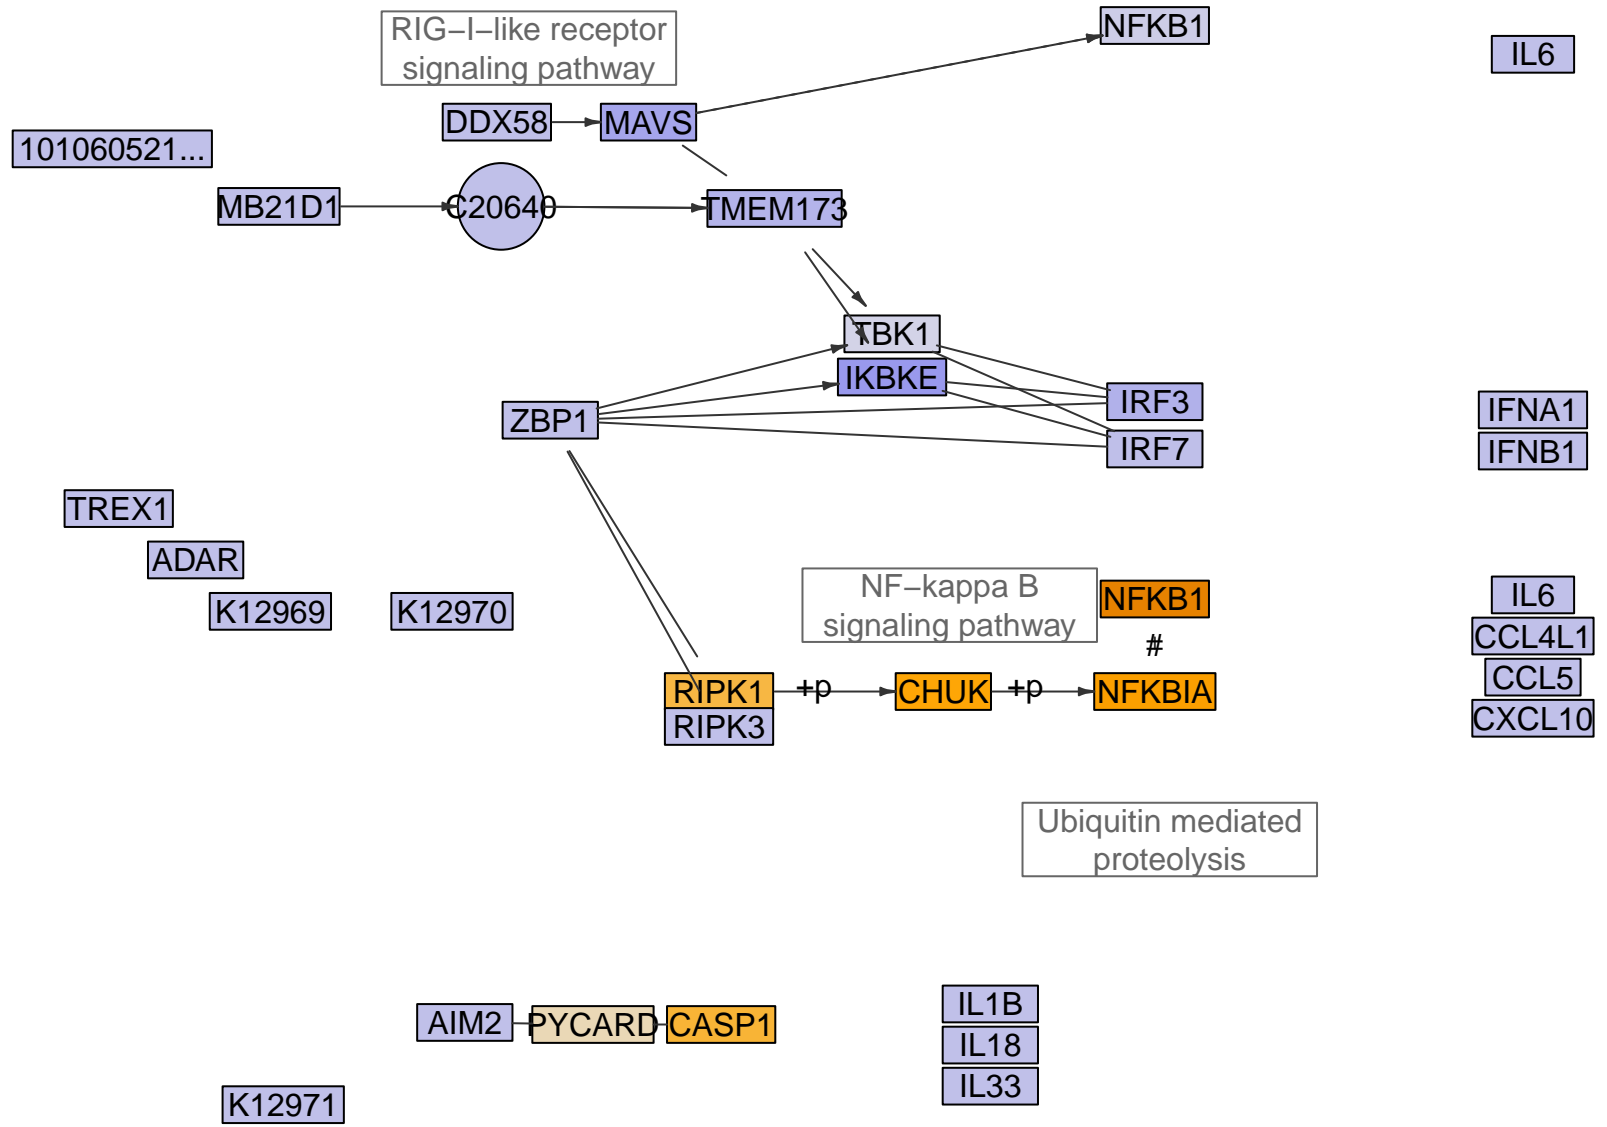 RIG−I−like receptor
signaling pathway
NFKB1
IL6
DDX58
MAVS
101060521...
MB21D1
C20640
TMEM173
TBK1
IKBKE
ZBP1
IRF3
IRF7
IFNA1
IFNB1
TREX1
ADAR
K12969
K12970
NF−kappa B
signaling pathway
NFKB1
#
IL6
CCL4L1
CCL5
CXCL10
RIPK1
+p
CHUK
+p
NFKBIA
RIPK3
Ubiquitin mediated
proteolysis
AIM2
PYCARD
CASP1
IL1B
IL18
IL33
K12971